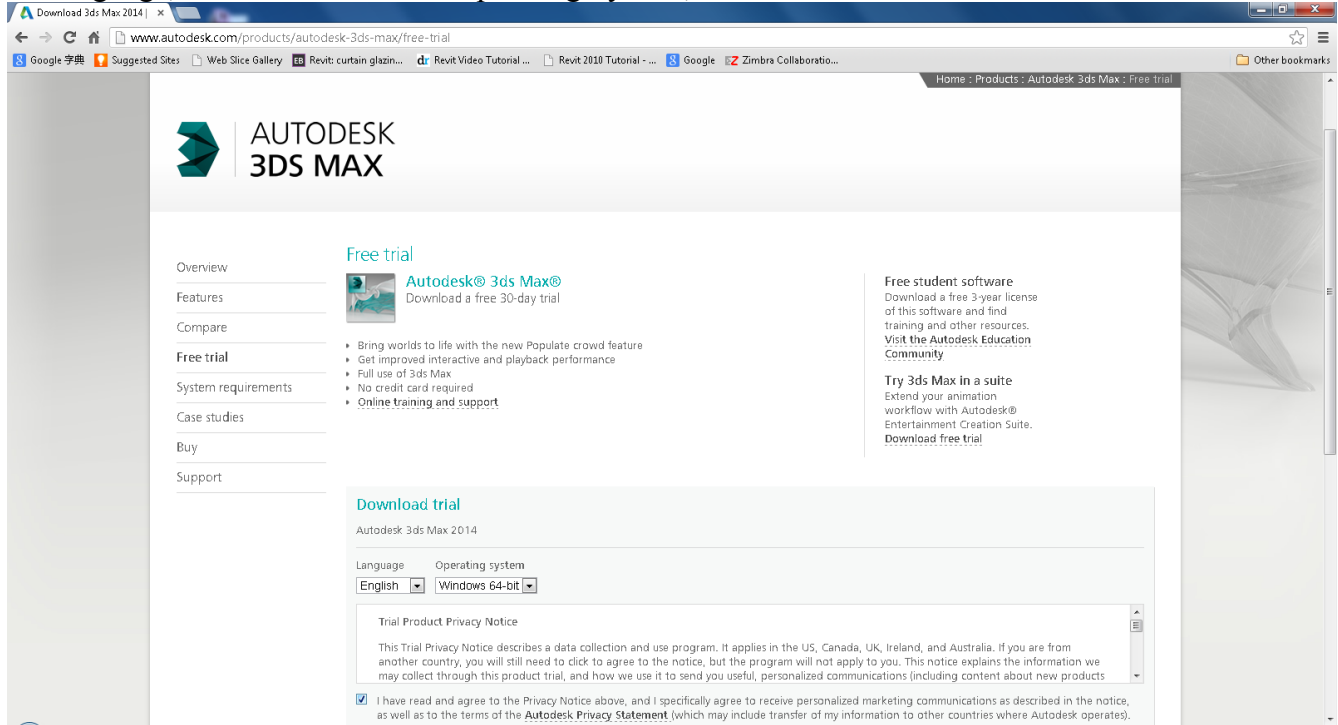 Download 3ds Max 2014 |
www.autodesk.com/products/autodesk-3ds-max/free-trial
Google 字典 Suggested Sites Web Slice Gallery Revit: curtain glazin... Revit Video Tutorial ... Revit 2010 Tutorial - ... Google Zimbra Collaboratio... Other bookmarks
Home : Products : Autodesk 3ds Max : Free trial
AUTODESK
3DS MAX
Overview
Features
Compare
Free trial
System requirements
Case studies
Buy
Support
Free trial
Autodesk® 3ds Max®
Download a free 30-day trial
Bring worlds to life with the new Populate crowd feature
Get improved interactive and playback performance
Full use of 3ds Max
No credit card required
Online training and support
Free student software
Download a free 3-year license
of this software and find
training and other resources.
Visit the Autodesk Education
Community
Try 3ds Max in a suite
Extend your animation
workflow with Autodesk®
Entertainment Creation Suite.
Download free trial
Download trial
Autodesk 3ds Max 2014
Language Operating system
English Windows 64-bit
Trial Product Privacy Notice
This Trial Privacy Notice describes a data collection and use program. It applies in the US, Canada, UK, Ireland, and Australia. If you are from
another country, you will still need to click to agree to the notice, but the program will not apply to you. This notice explains the information we
may collect through this product trial, and how we use it to send you useful, personalized communications (including content about new products
I have read and agree to the Privacy Notice above, and I specifically agree to receive personalized marketing communications as described in the notice,
as well as to the terms of the Autodesk Privacy Statement (which may include transfer of my information to other countries where Autodesk operates).